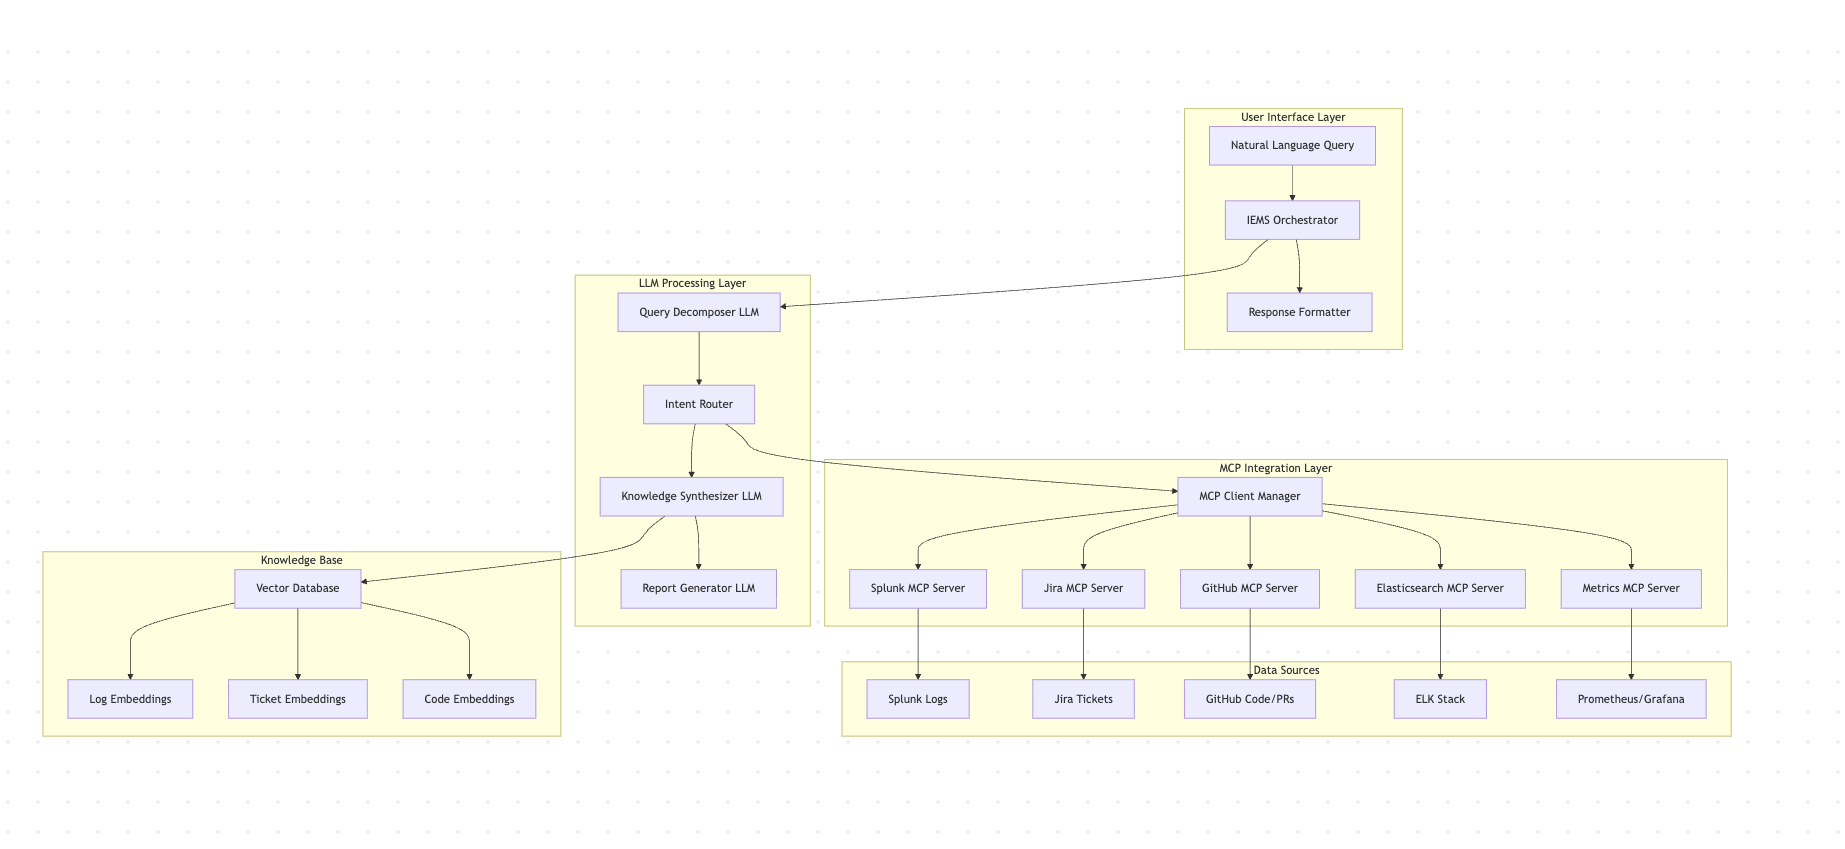 User Interface Layer
Natural Language Query
IEMS Orchestrator
Response Formatter
LLM Processing Layer
Query Decomposer LLM
Intent Router
Knowledge Synthesizer LLM
Report Generator LLM
MCP Integration Layer
MCP Client Manager
Splunk MCP Server
Jira MCP Server
GitHub MCP Server
Elasticsearch MCP Server
Metrics MCP Server
Knowledge Base
Vector Database
Log Embeddings
Ticket Embeddings
Code Embeddings
Data Sources
Splunk Logs
Jira Tickets
GitHub Code/PRs
ELK Stack
Prometheus/Grafana